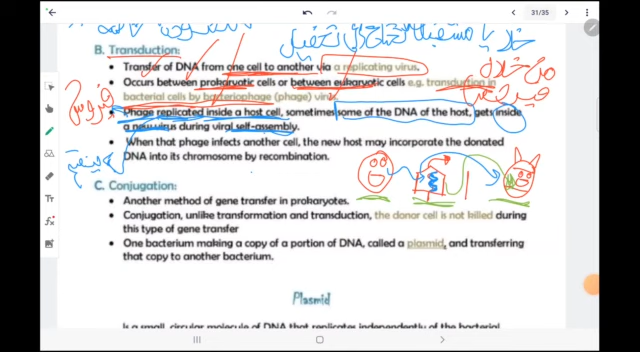 31/35
خلايا
B. Transduction:
Transfer of DNA from one cell to another via a replicating virus.
Occurs between prokaryotic cells or between eukaryotic cells e.g. transduction in
bacterial cells by bacteriophage (phage) virus
من خلال
فيروس
Phage replicated inside a host cell, sometimes some of the DNA of the host, gets inside
a new virus during viral self-assembly.
When that phage infects another cell, the new host may incorporate the donated
DNA into its chromosome by recombination.
C. Conjugation:
Another method of gene transfer in prokaryotes.
Conjugation, unlike transformation and transduction, the donor cell is not killed during
this type of gene transfer
One bacterium making a copy of a portion of DNA, called a plasmid, and transferring
that copy to another bacterium.
Plasmid
Is a small, circular molecule of DNA that replicates independently of the bacterial